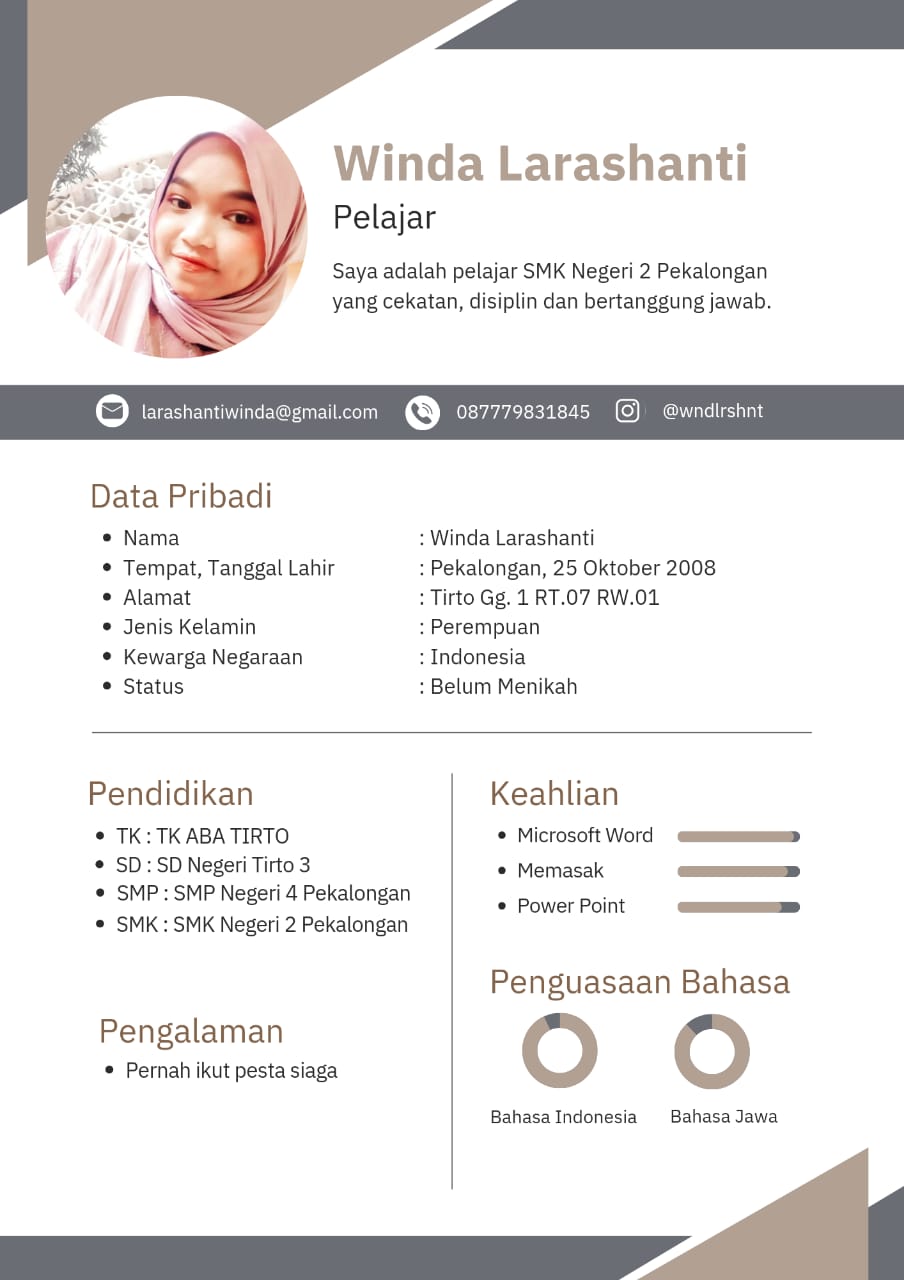 Winda Larashanti
Pelajar
Saya adalah pelajar SMK Negeri 2 Pekalongan
yang cekatan, disiplin dan bertanggung jawab.
larashantiwinda@gmail.com 087779831845 @wndlrshnt
Data Pribadi
• Nama : Winda Larashanti
• Tempat, Tanggal Lahir : Pekalongan, 25 Oktober 2008
• Alamat : Tirto Gg. 1 RT.07 RW.01
• Jenis Kelamin : Perempuan
• Kewarga Negaraan : Indonesia
• Status : Belum Menikah
Pendidikan
• TK : TK ABA TIRTO
• SD : SD Negeri Tirto 3
• SMP : SMP Negeri 4 Pekalongan
• SMK : SMK Negeri 2 Pekalongan
Pengalaman
• Pernah ikut pesta siaga
Keahlian
• Microsoft Word
• Memasak
• Power Point
Penguasaan Bahasa
Bahasa Indonesia Bahasa Jawa